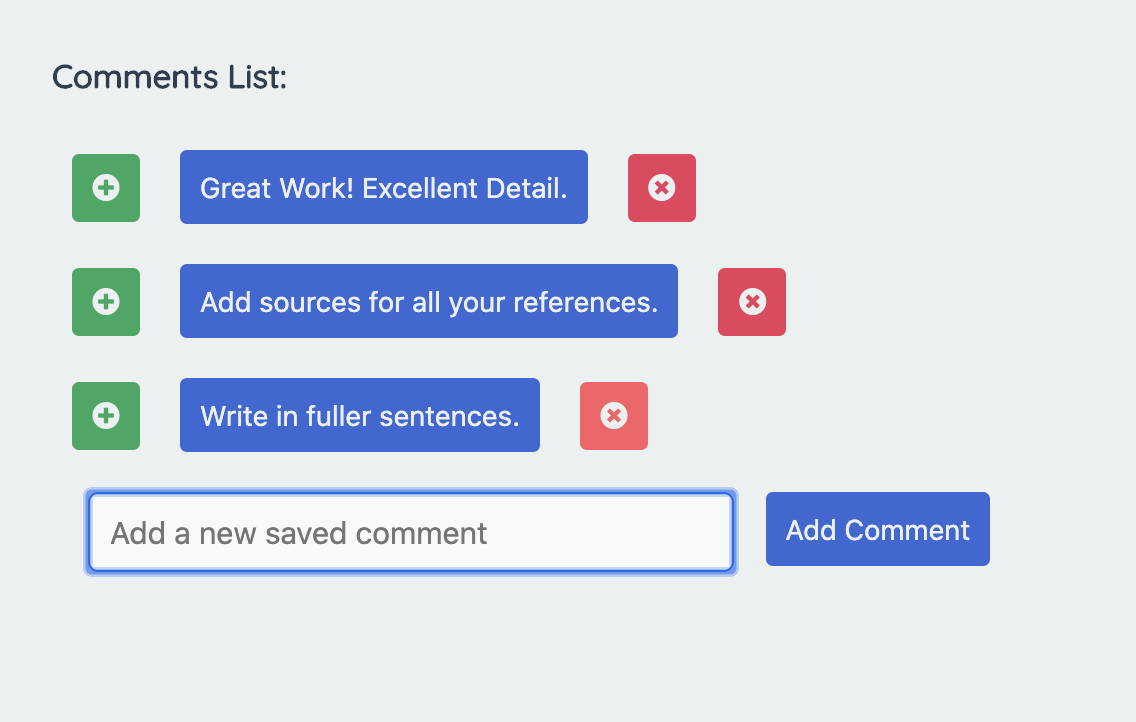 Comments List:
Great Work! Excellent Detail.
Add sources for all your references.
Write in fuller sentences.
Add a new saved comment
Add Comment